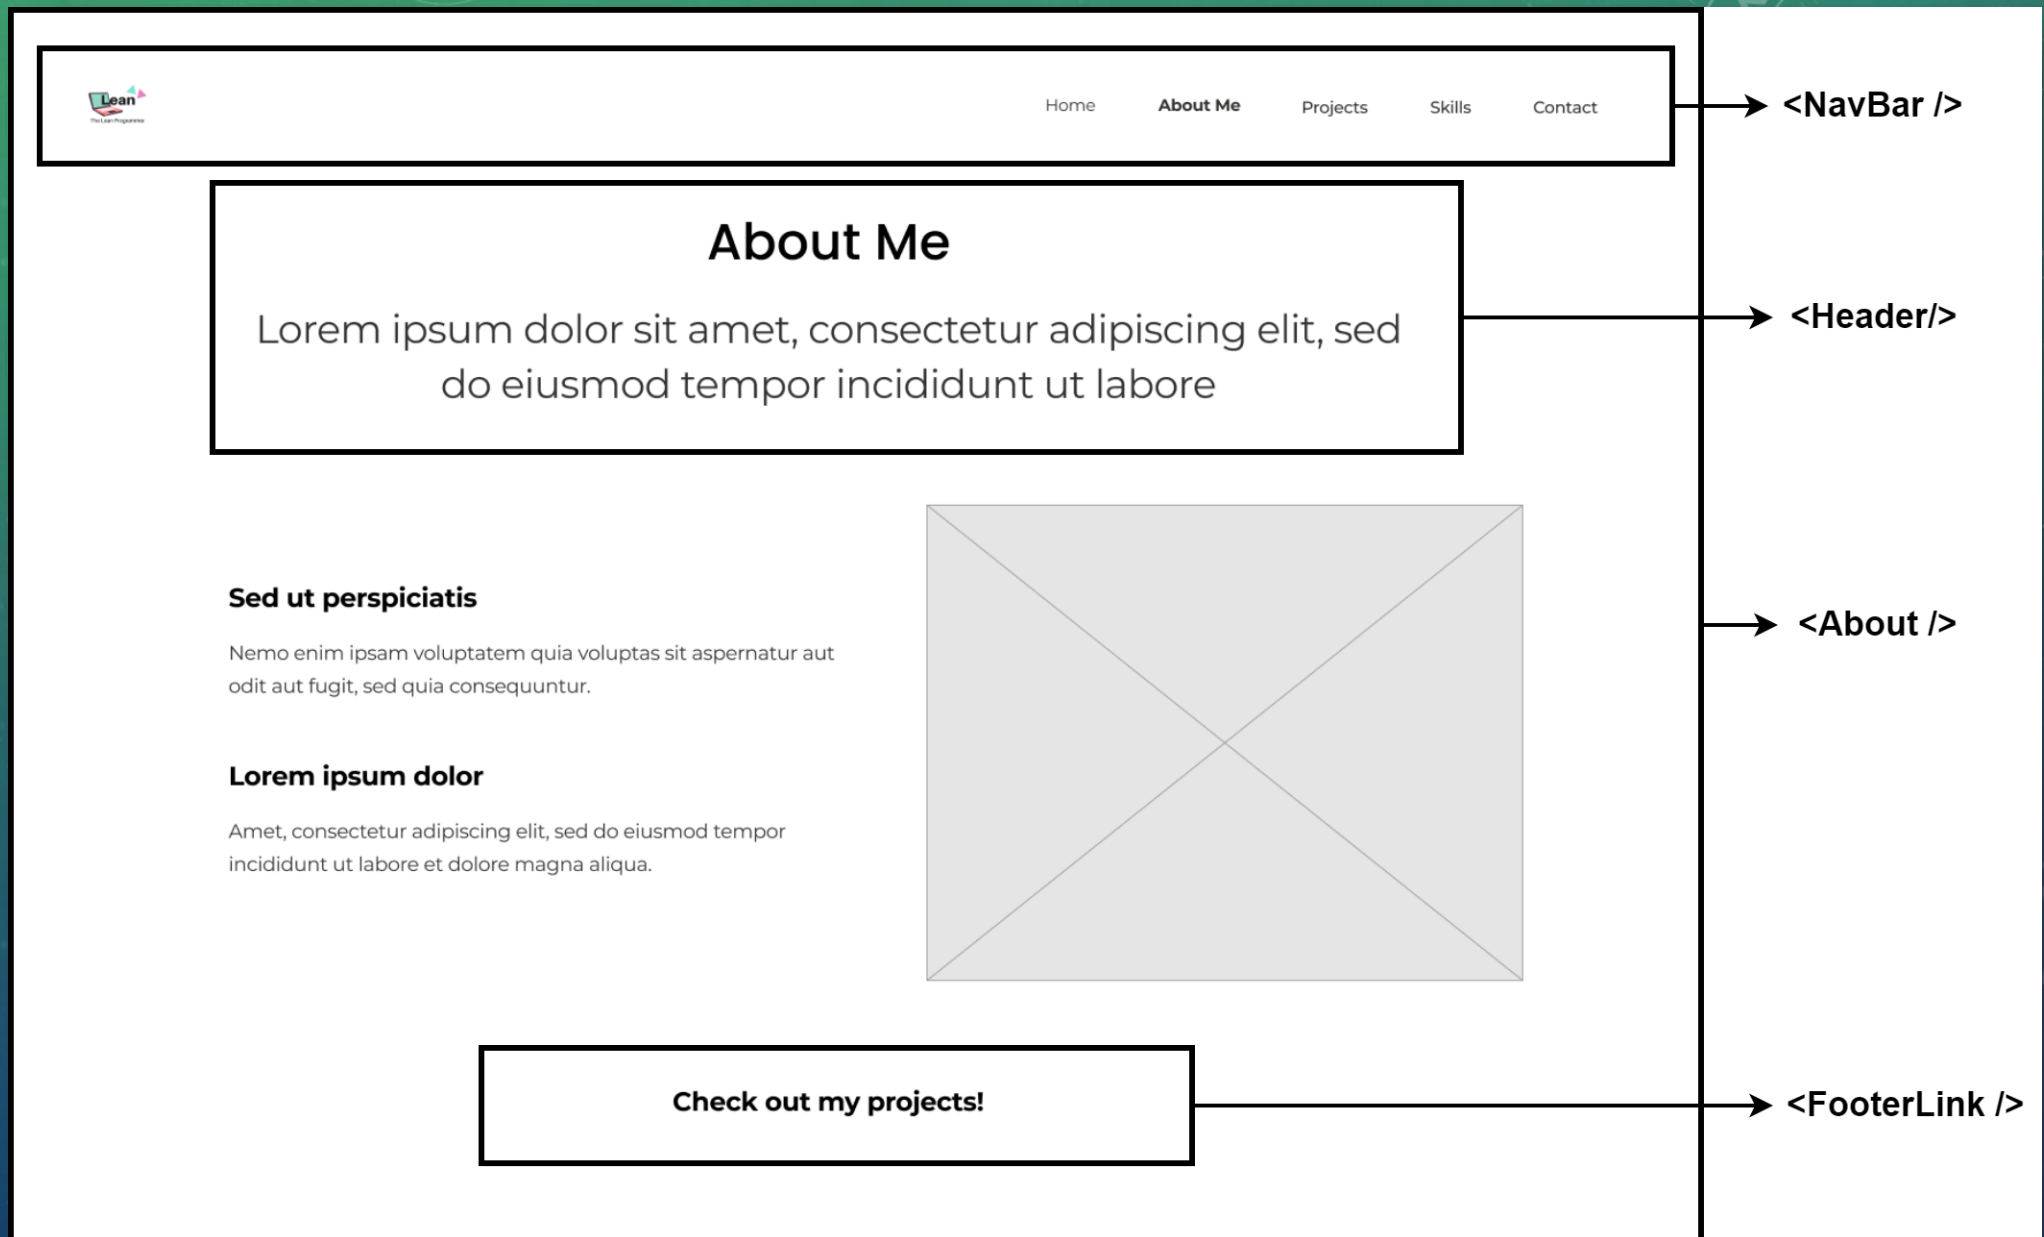 Lean
The Lean Programmer
Home About Me Projects Skills Contact
<NavBar />
About Me
Lorem ipsum dolor sit amet, consectetur adipiscing elit, sed
do eiusmod tempor incididunt ut labore
<Header/>
Sed ut perspiciatis
Nemo enim ipsam voluptatem quia voluptas sit aspernatur aut
odit aut fugit, sed quia consequuntur.
<About />
Lorem ipsum dolor
Amet, consectetur adipiscing elit, sed do eiusmod tempor
incididunt ut labore et dolore magna aliqua.
Check out my projects!
<FooterLink />